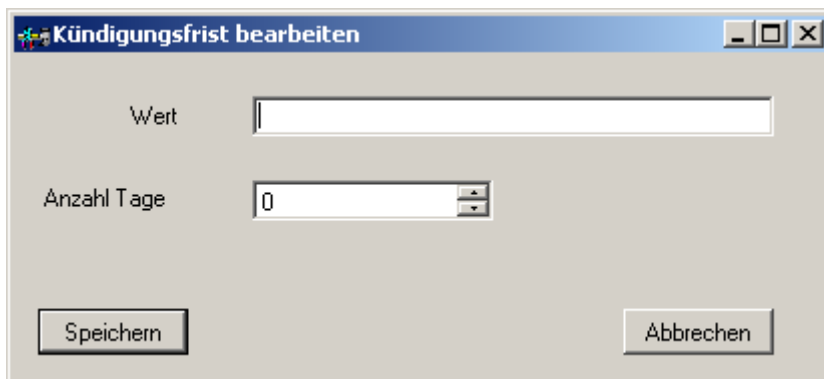 Kündigungsfrist bearbeiten
Wert
Anzahl Tage
0
Speichern
Abbrechen